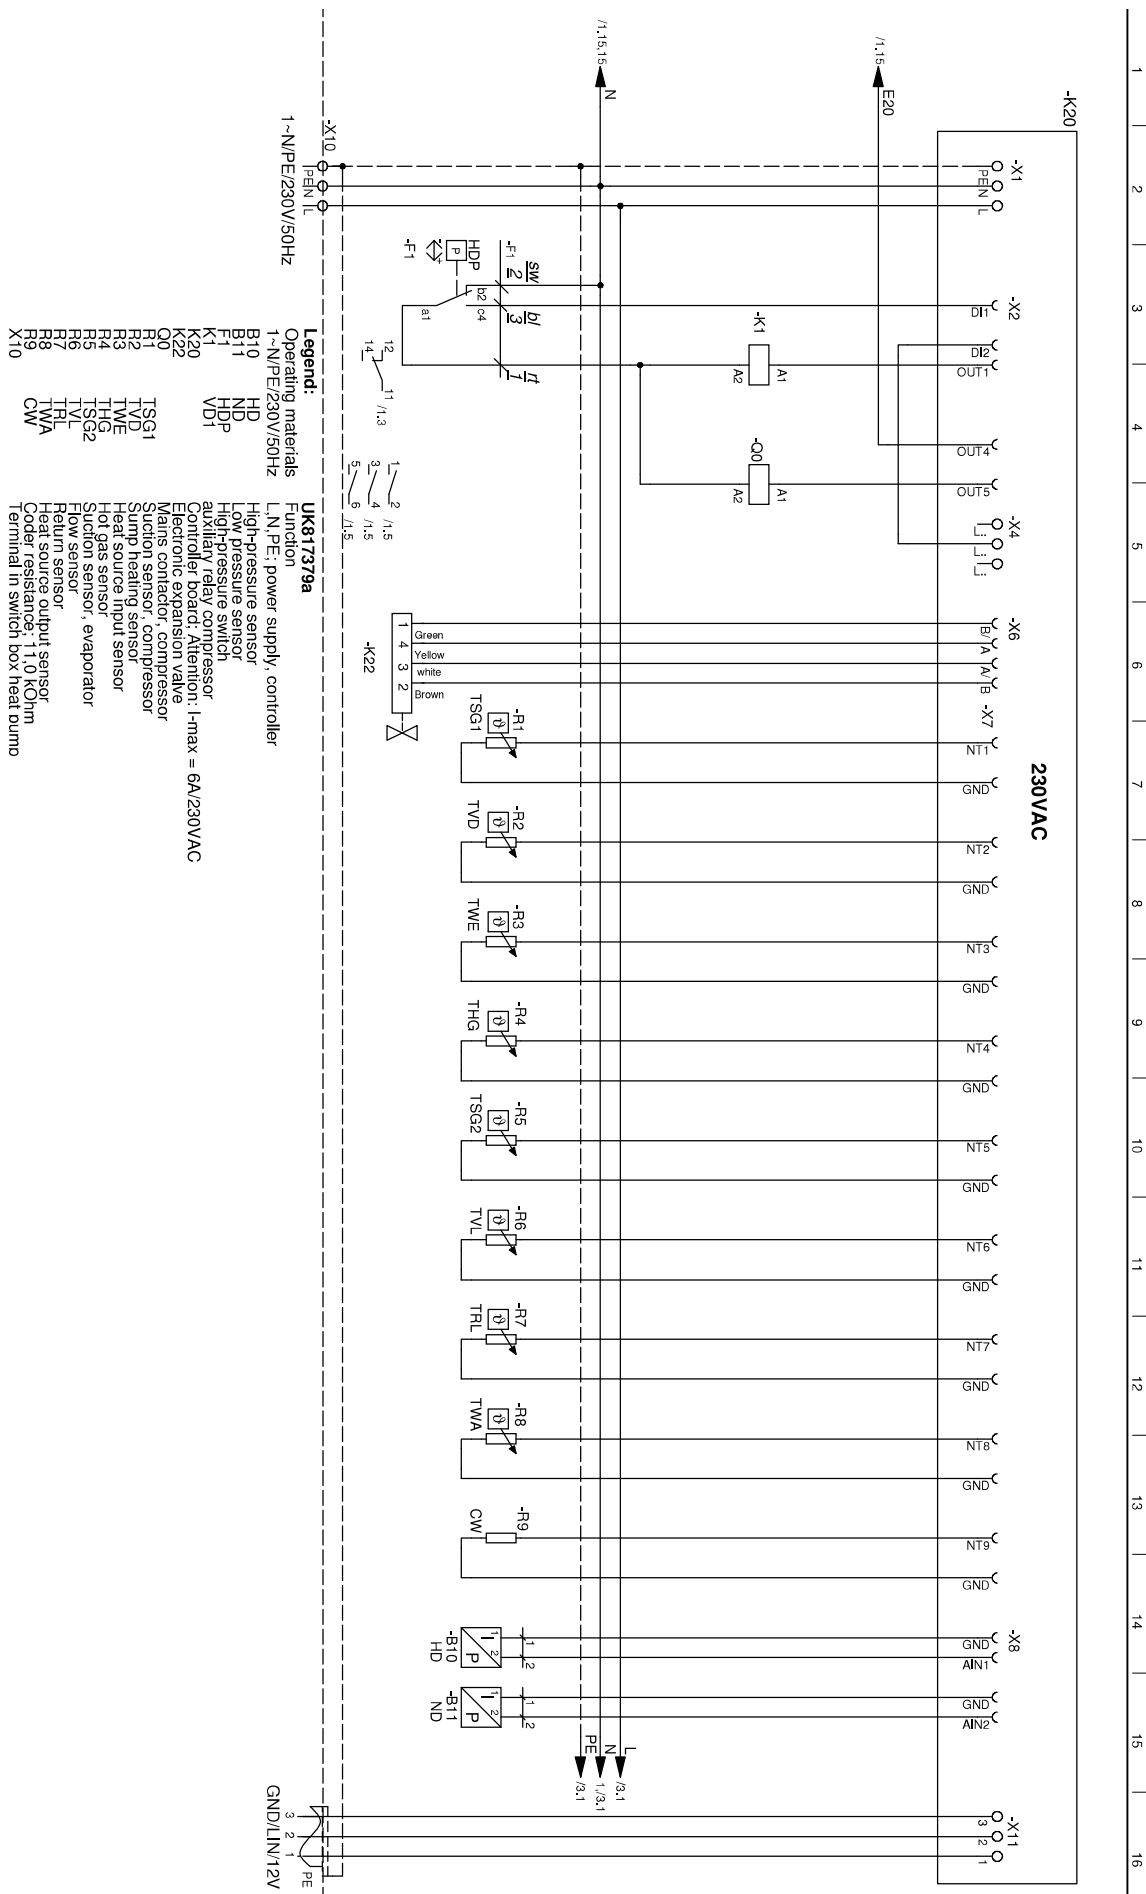 1
2
3
4
5
6
7
8
9
10
11
12
13
14
15
16
-K20
230VAC
-X1
PE N L
-X2
DI1
DI2
OUT1
OUT4
OUT5
-X4
L; L; L;
-X6
B/ A A/ B
-X7
NT1
GND
NT2
GND
NT3
GND
NT4
GND
NT5
GND
NT6
GND
NT7
GND
NT8
GND
NT9
GND
-X8
GND
AIN1
GND
AIN2
-X11
3 2 1
/1.15
E20
/1.15,15
N
-K1
A1
A2
-Q0
A1
A2
L
/3.1
N
1,/3.1
PE
/3.1
-F1
sw
2
bl
3
rt
1
HDP
P
-F1
b2 c4
a1
12
14
11
/1.3
1 2 /1.5
3 4 /1.5
5 6 /1.5
Green
Yellow
white
Brown
1 4 3 2
-K22
-R1
ϑ
TSG1
-R2
ϑ
TVD
-R3
ϑ
TWE
-R4
ϑ
THG
-R5
ϑ
TSG2
-R6
ϑ
TVL
-R7
ϑ
TRL
-R8
ϑ
TWA
-R9
CW
1 2
1 2
I
P
-B10
HD
1 2
1 2
I
P
-B11
ND
-X10
PE N L
1~N/PE/230V/50Hz
3 2 1
PE
GND/LIN/12V
Legend: UK817379a
Operating materials Function
1~N/PE/230V/50Hz L,N,PE; power supply, controller
B10 HD High-pressure sensor
B11 ND Low pressure sensor
F1 HDP High-pressure switch
K1 VD1 auxiliary relay compressor
K20 Controller board; Attention: I-max = 6A/230VAC
K22 Electronic expansion valve
Q0 Mains contactor, compressor
R1 TSG1 Suction sensor, compressor
R2 TVD Sump heating sensor
R3 TWE Heat source input sensor
R4 THG Hot gas sensor
R5 TSG2 Suction sensor, evaporator
R6 TVL Flow sensor
R7 TRL Return sensor
R8 TWA Heat source output sensor
R9 CW Coder resistance; 11,0 kOhm
X10 Terminal in switch box heat pump